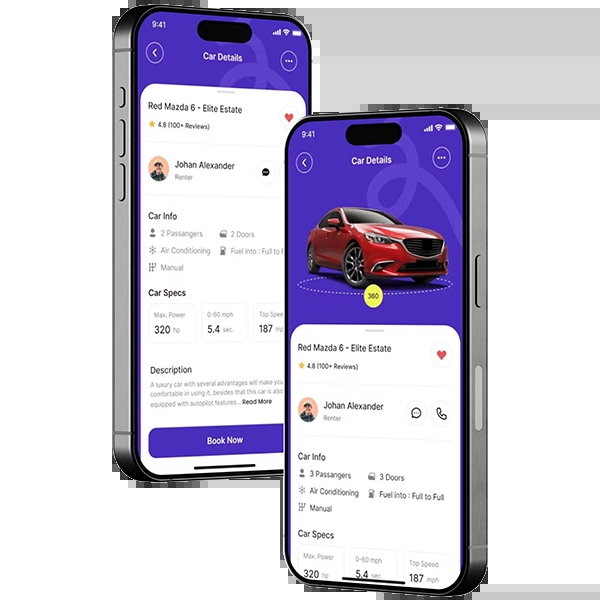 9:41
Car Details
Red Mazda 6 - Elite Estate
4.8 (100+ Reviews)
Johan Alexander
Renter
Car Info
2 Passangers 2 Doors
Air Conditioning Fuel into : Full to F
Manual
Car Specs
Max. Power 0-60 mph Top Spee
320 hp 5.4 sec. 187 m
Description
A luxury car with several advantages will make you
comfortable in using it, besides that this car is also
equipped with autopilot features... Read More
Book Now
9:41
Car Details
360
Red Mazda 6 - Elite Estate
4.8 (100+ Reviews)
Johan Alexander
Renter
Car Info
3 Passangers 3 Doors
Air Conditioning Fuel into : Full to Full
Manual
Car Specs
Max. Power 0-60 mph Top Speed
320 hp 5.4 sec. 187 mph